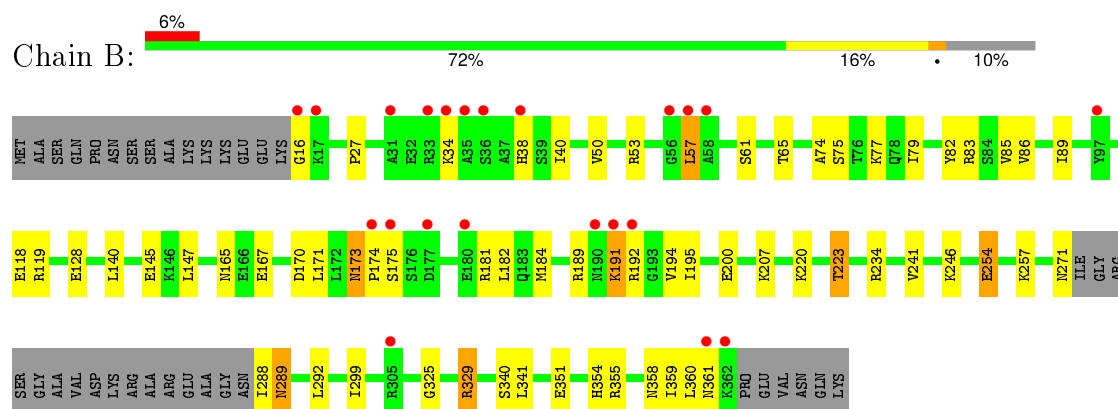 6%
Chain B:
72% 16% • 10%
MET ALA SER GLN PRO ASN SER SER ALA LYS LYS LYS GLU GLU LYS G16 K17 P27 A31 E32 R33 K34 A35 S36 A37 H38 S39 I40 V50 R53 G56 L57 A58 S61 T65 A74 S75 T76 K77 Q78 I79 Y82 R83 S84 V85 V86 I89 Y97
E118 R119 E128 L140 E145 K146 L147 N165 E166 E167 D170 L171 L172 N173 P174 S175 S176 D177 E180 R181 L182 Q183 M184 R189 N190 K191 R192 G193 V194 I195 E200 K207 K220 T223 R234 V241 K246 E254 K257 N271 ILE GLY ARG
SER GLY ALA VAL ASP LYS ARG ALA ARG GLU ALA GLY ASN I288 N289 L292 I299 R305 G325 R329 S340 L341 E351 H354 R355 N358 I359 L360 N361 K362 PRO GLU VAL ASN GLN LYS